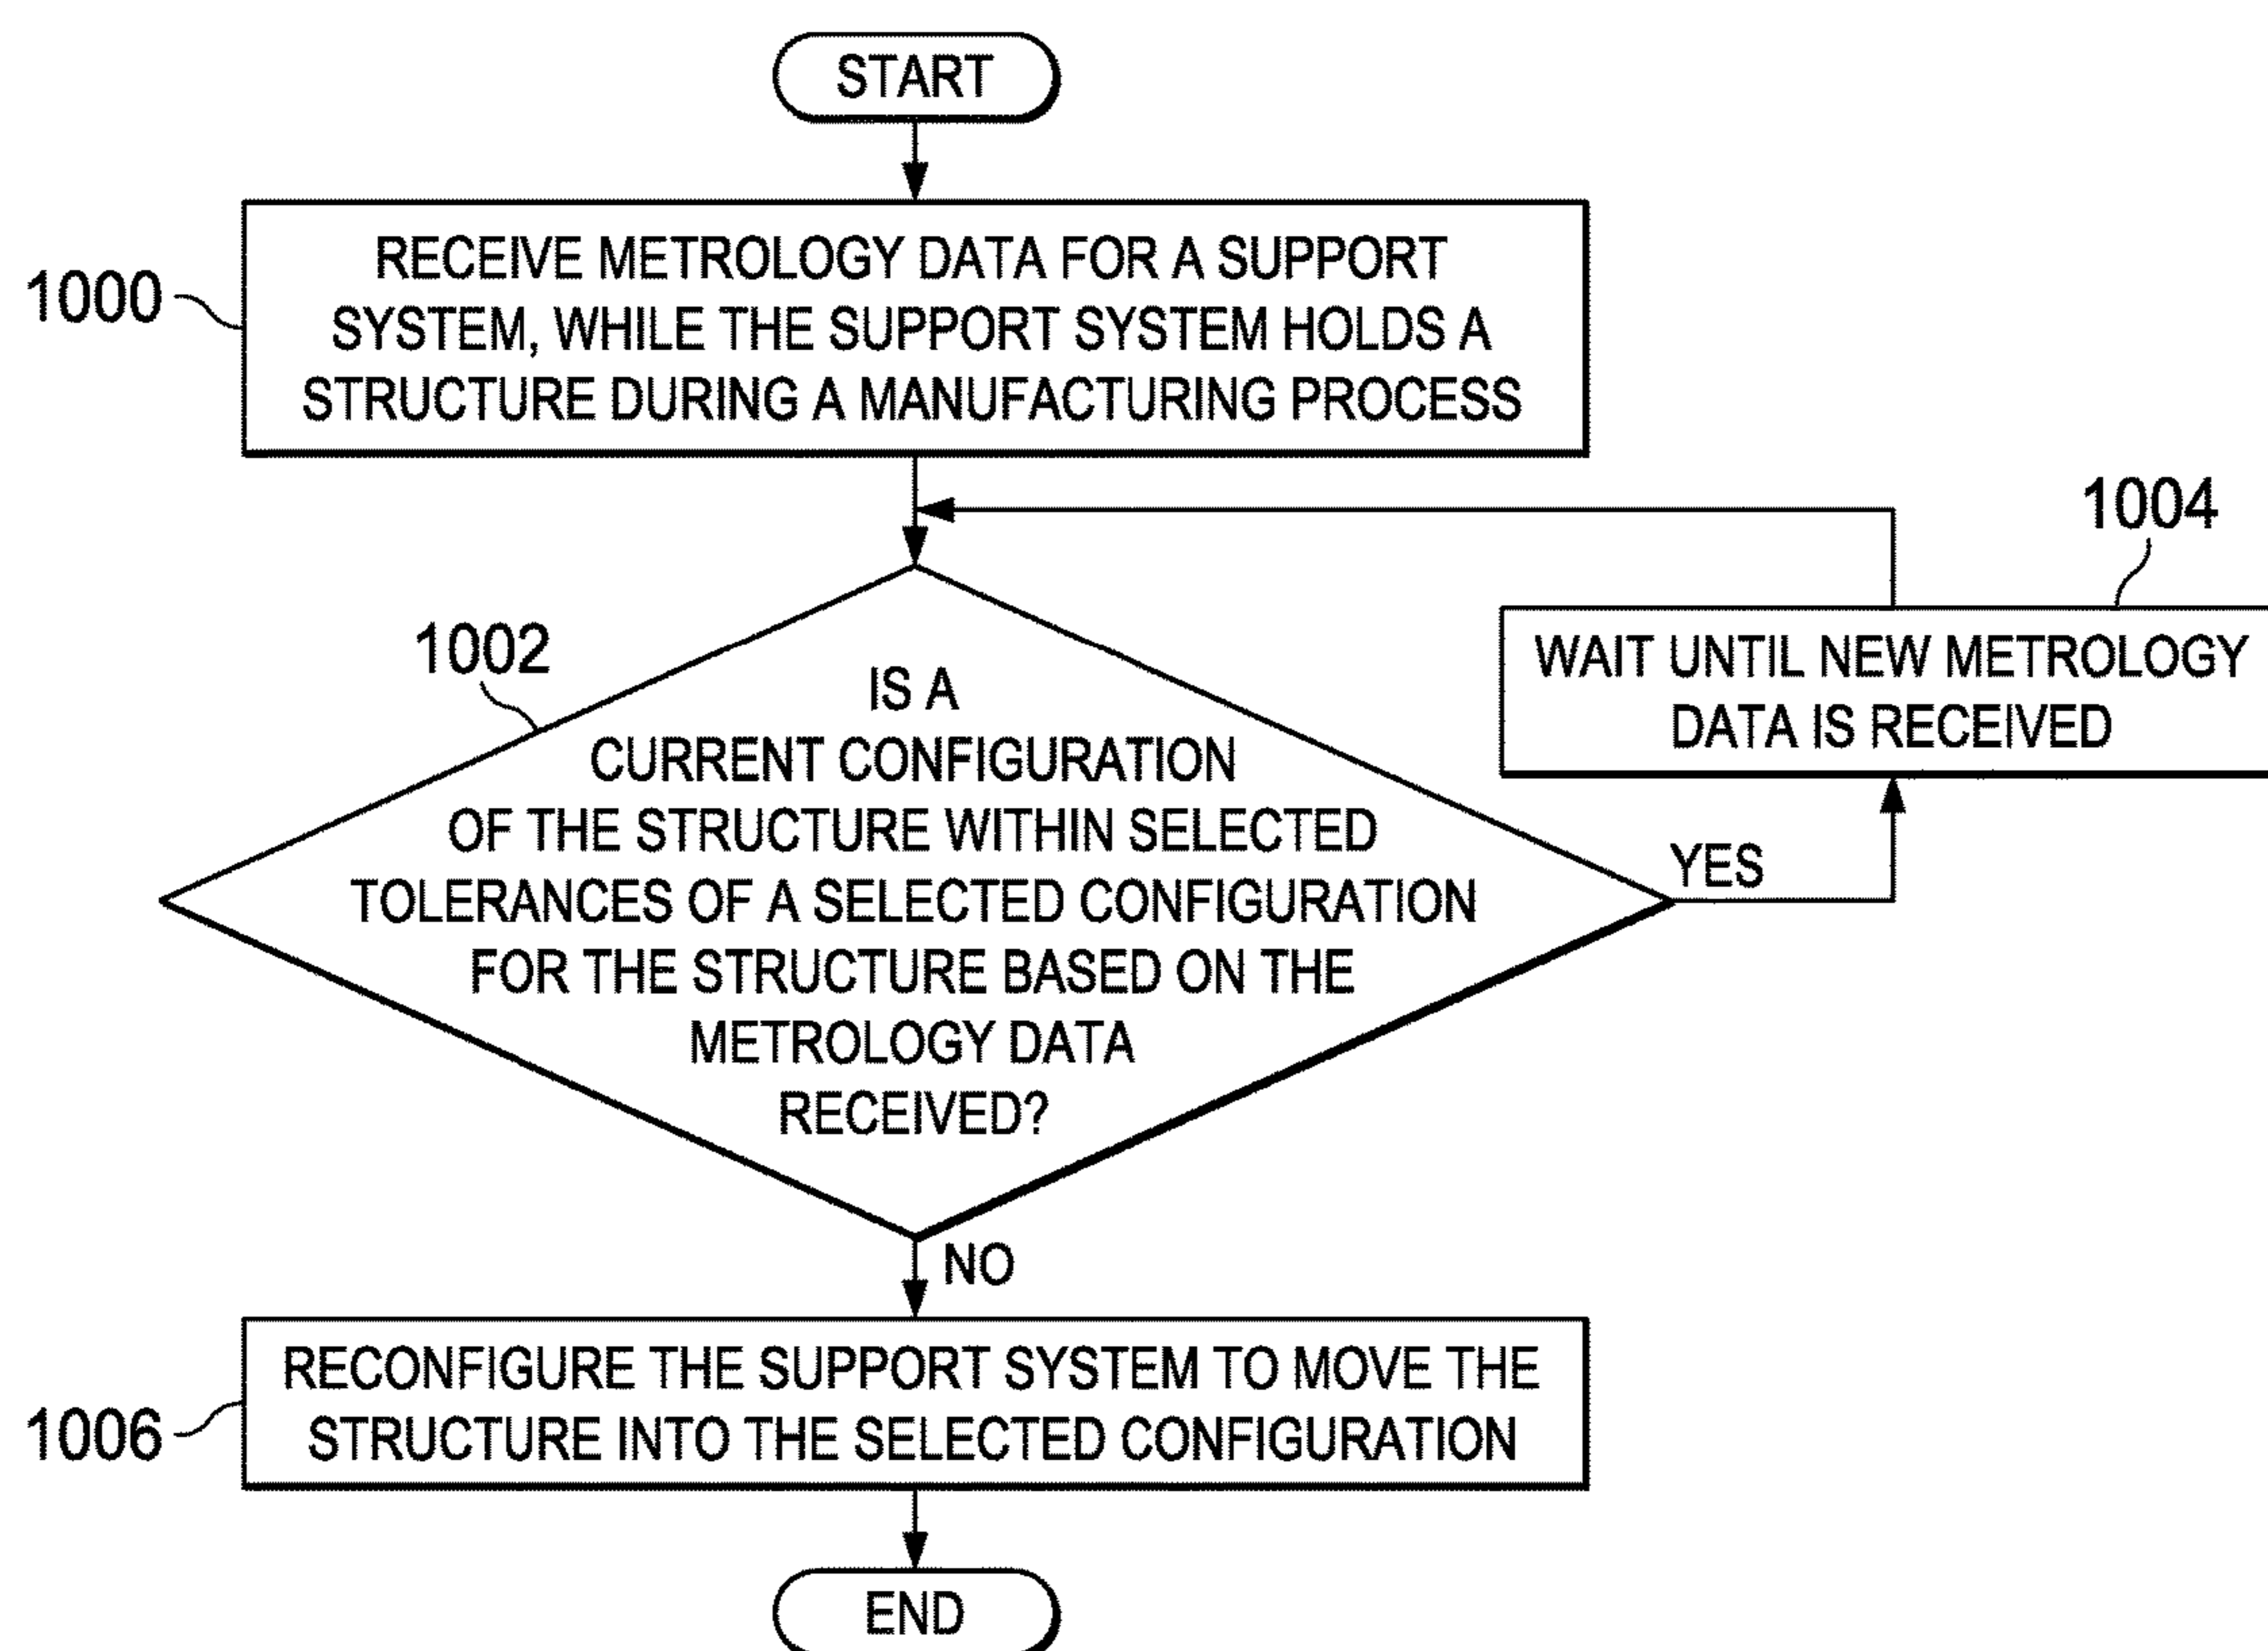 START
1000
RECEIVE METROLOGY DATA FOR A SUPPORT
SYSTEM, WHILE THE SUPPORT SYSTEM HOLDS A
STRUCTURE DURING A MANUFACTURING PROCESS
1004
WAIT UNTIL NEW METROLOGY
DATA IS RECEIVED
1002
IS A
CURRENT CONFIGURATION
OF THE STRUCTURE WITHIN SELECTED
TOLERANCES OF A SELECTED CONFIGURATION
FOR THE STRUCTURE BASED ON THE
METROLOGY DATA
RECEIVED?
YES
NO
1006
RECONFIGURE THE SUPPORT SYSTEM TO MOVE THE
STRUCTURE INTO THE SELECTED CONFIGURATION
END